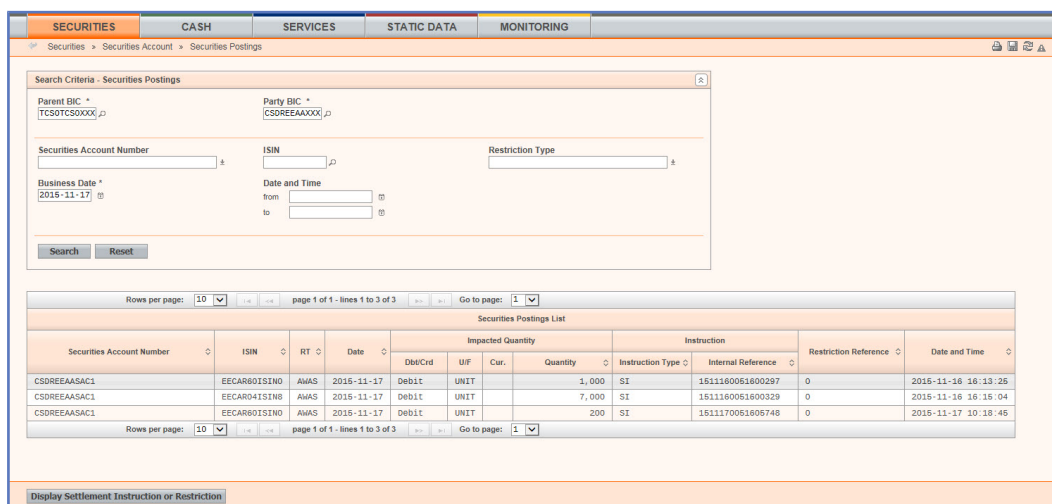 SECURITIES CASH SERVICES STATIC DATA MONITORING
Securities » Securities Account » Securities Postings
Search Criteria - Securities Postings
Parent BIC * Party BIC *
TCSOTCSOXXX CSDREEAAXXX
Securities Account Number ISIN Restriction Type
Business Date * Date and Time
2015-11-17 from
to
Search Reset
Rows per page: 10 page 1 of 1 - lines 1 to 3 of 3 Go to page: 1
Securities Postings List
Securities Account Number ISIN RT Date Impacted Quantity Instruction Restriction Reference Date and Time
Dbt/Crd U/F Cur. Quantity Instruction Type Internal Reference
CSDREEAASAC1 EECAR60ISIN0 AWAS 2015-11-17 Debit UNIT 1,000 SI 1511160051600297 0 2015-11-16 16:13:25
CSDREEAASAC1 EECAR04ISIN8 AWAS 2015-11-17 Debit UNIT 7,000 SI 1511160051600329 0 2015-11-16 16:15:04
CSDREEAASAC1 EECAR60ISIN0 AWAS 2015-11-17 Debit UNIT 200 SI 1511170061605748 0 2015-11-17 10:18:45
Rows per page: 10 page 1 of 1 - lines 1 to 3 of 3 Go to page: 1
Display Settlement Instruction or Restriction